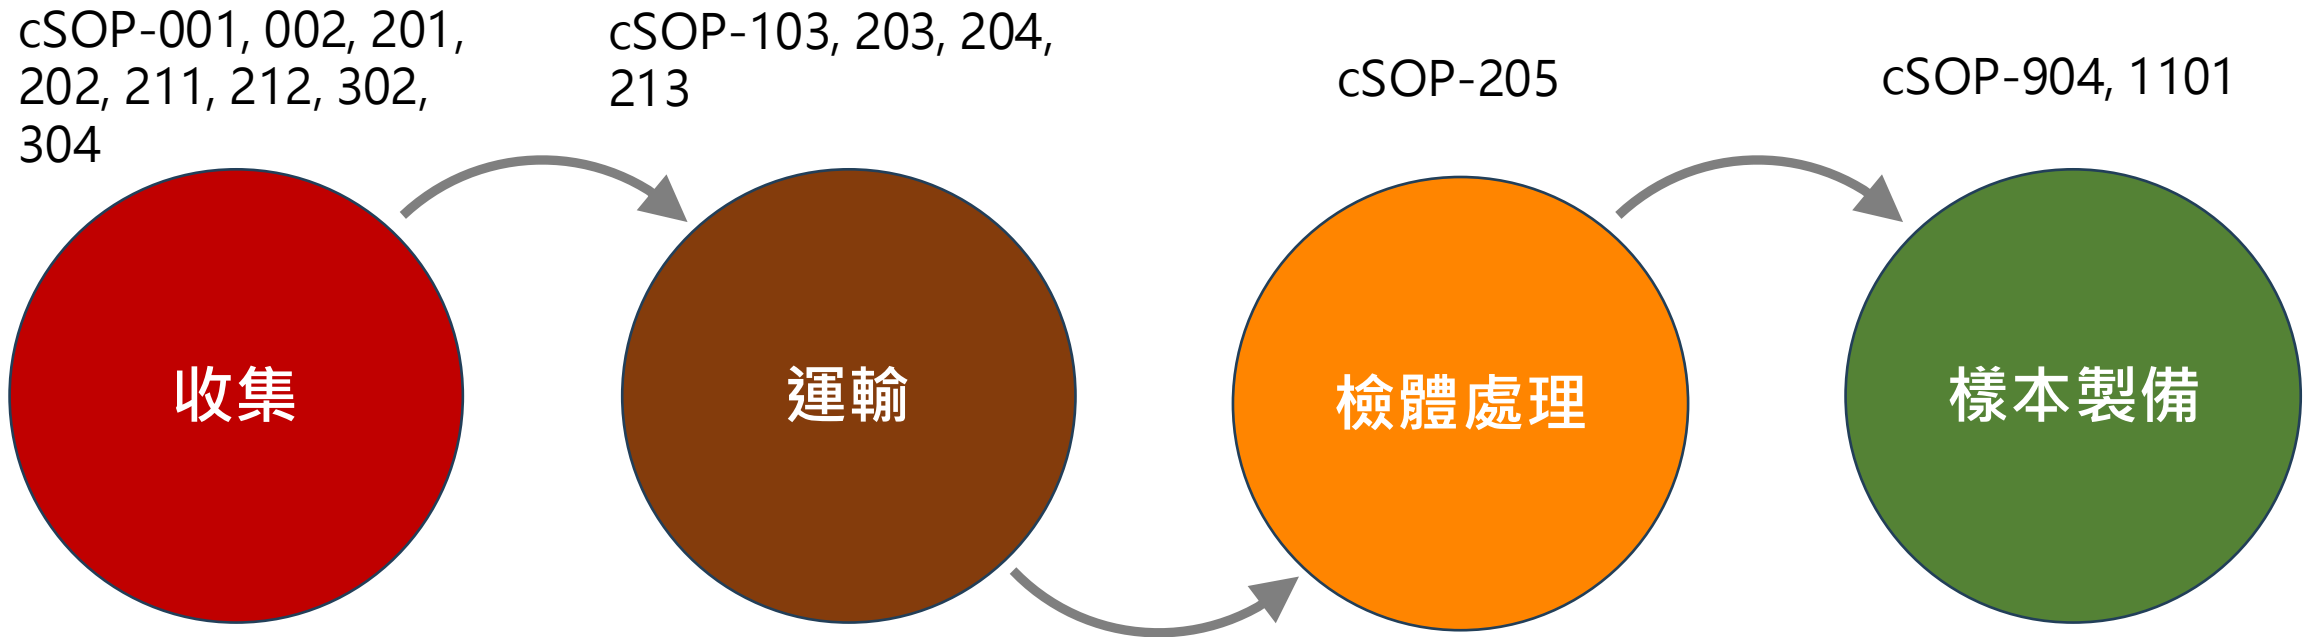 cSOP-001, 002, 201,
202, 211, 212, 302,
304
cSOP-103, 203, 204,
213
cSOP-205
cSOP-904, 1101
收集
運輸
檢體處理
樣本製備